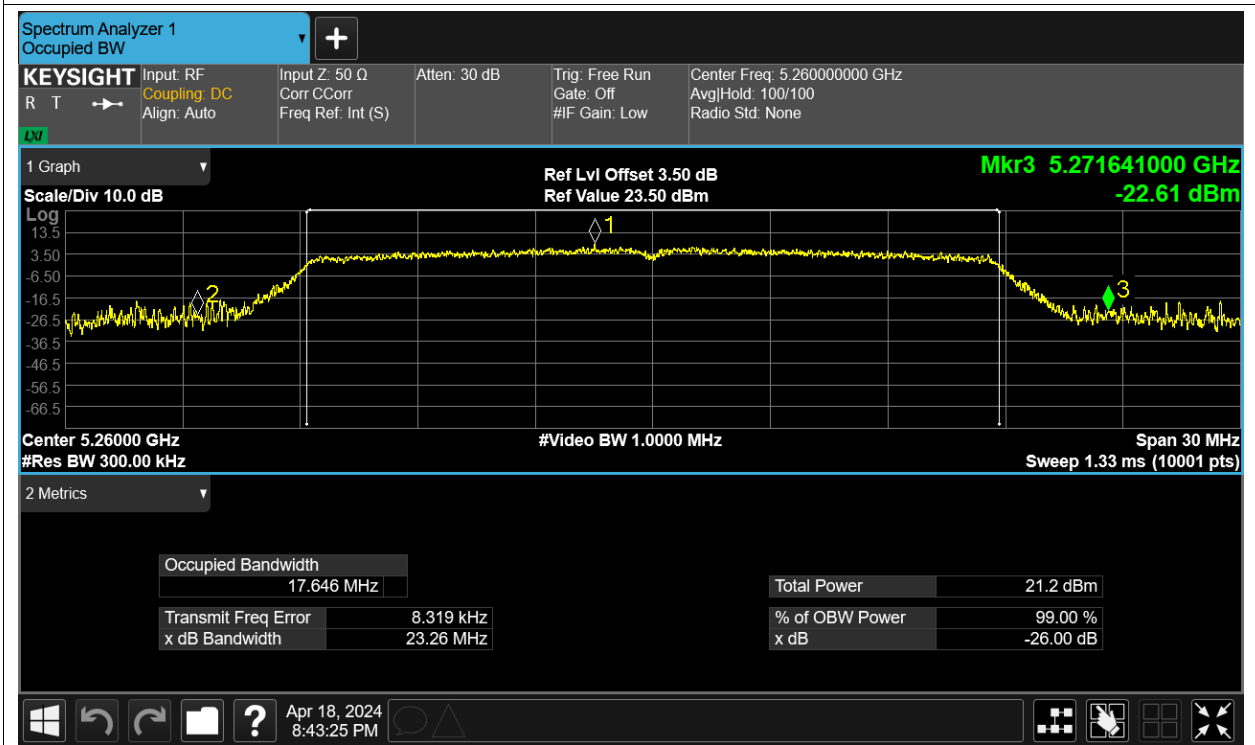 Spectrum Analyzer 1
Occupied BW
KEYSIGHT
R T
LXI
Input: RF
Coupling: DC
Align: Auto
Input Z: 50 Ω
Corr CCorr
Freq Ref: Int (S)
Atten: 30 dB
Trig: Free Run
Gate: Off
#IF Gain: Low
Center Freq: 5.260000000 GHz
Avg|Hold: 100/100
Radio Std: None
1 Graph
Scale/Div 10.0 dB
Ref Lvl Offset 3.50 dB
Ref Value 23.50 dBm
Mkr3 5.271641000 GHz
-22.61 dBm
Log
13.5
3.50
-6.50
-16.5
-26.5
-36.5
-46.5
-56.5
-66.5
1
2
3
Center 5.26000 GHz
#Res BW 300.00 kHz
#Video BW 1.0000 MHz
Span 30 MHz
Sweep 1.33 ms (10001 pts)
2 Metrics
Occupied Bandwidth
17.646 MHz
Transmit Freq Error 8.319 kHz
x dB Bandwidth 23.26 MHz
Total Power 21.2 dBm
% of OBW Power 99.00 %
x dB -26.00 dB
?
Apr 18, 2024
8:43:25 PM